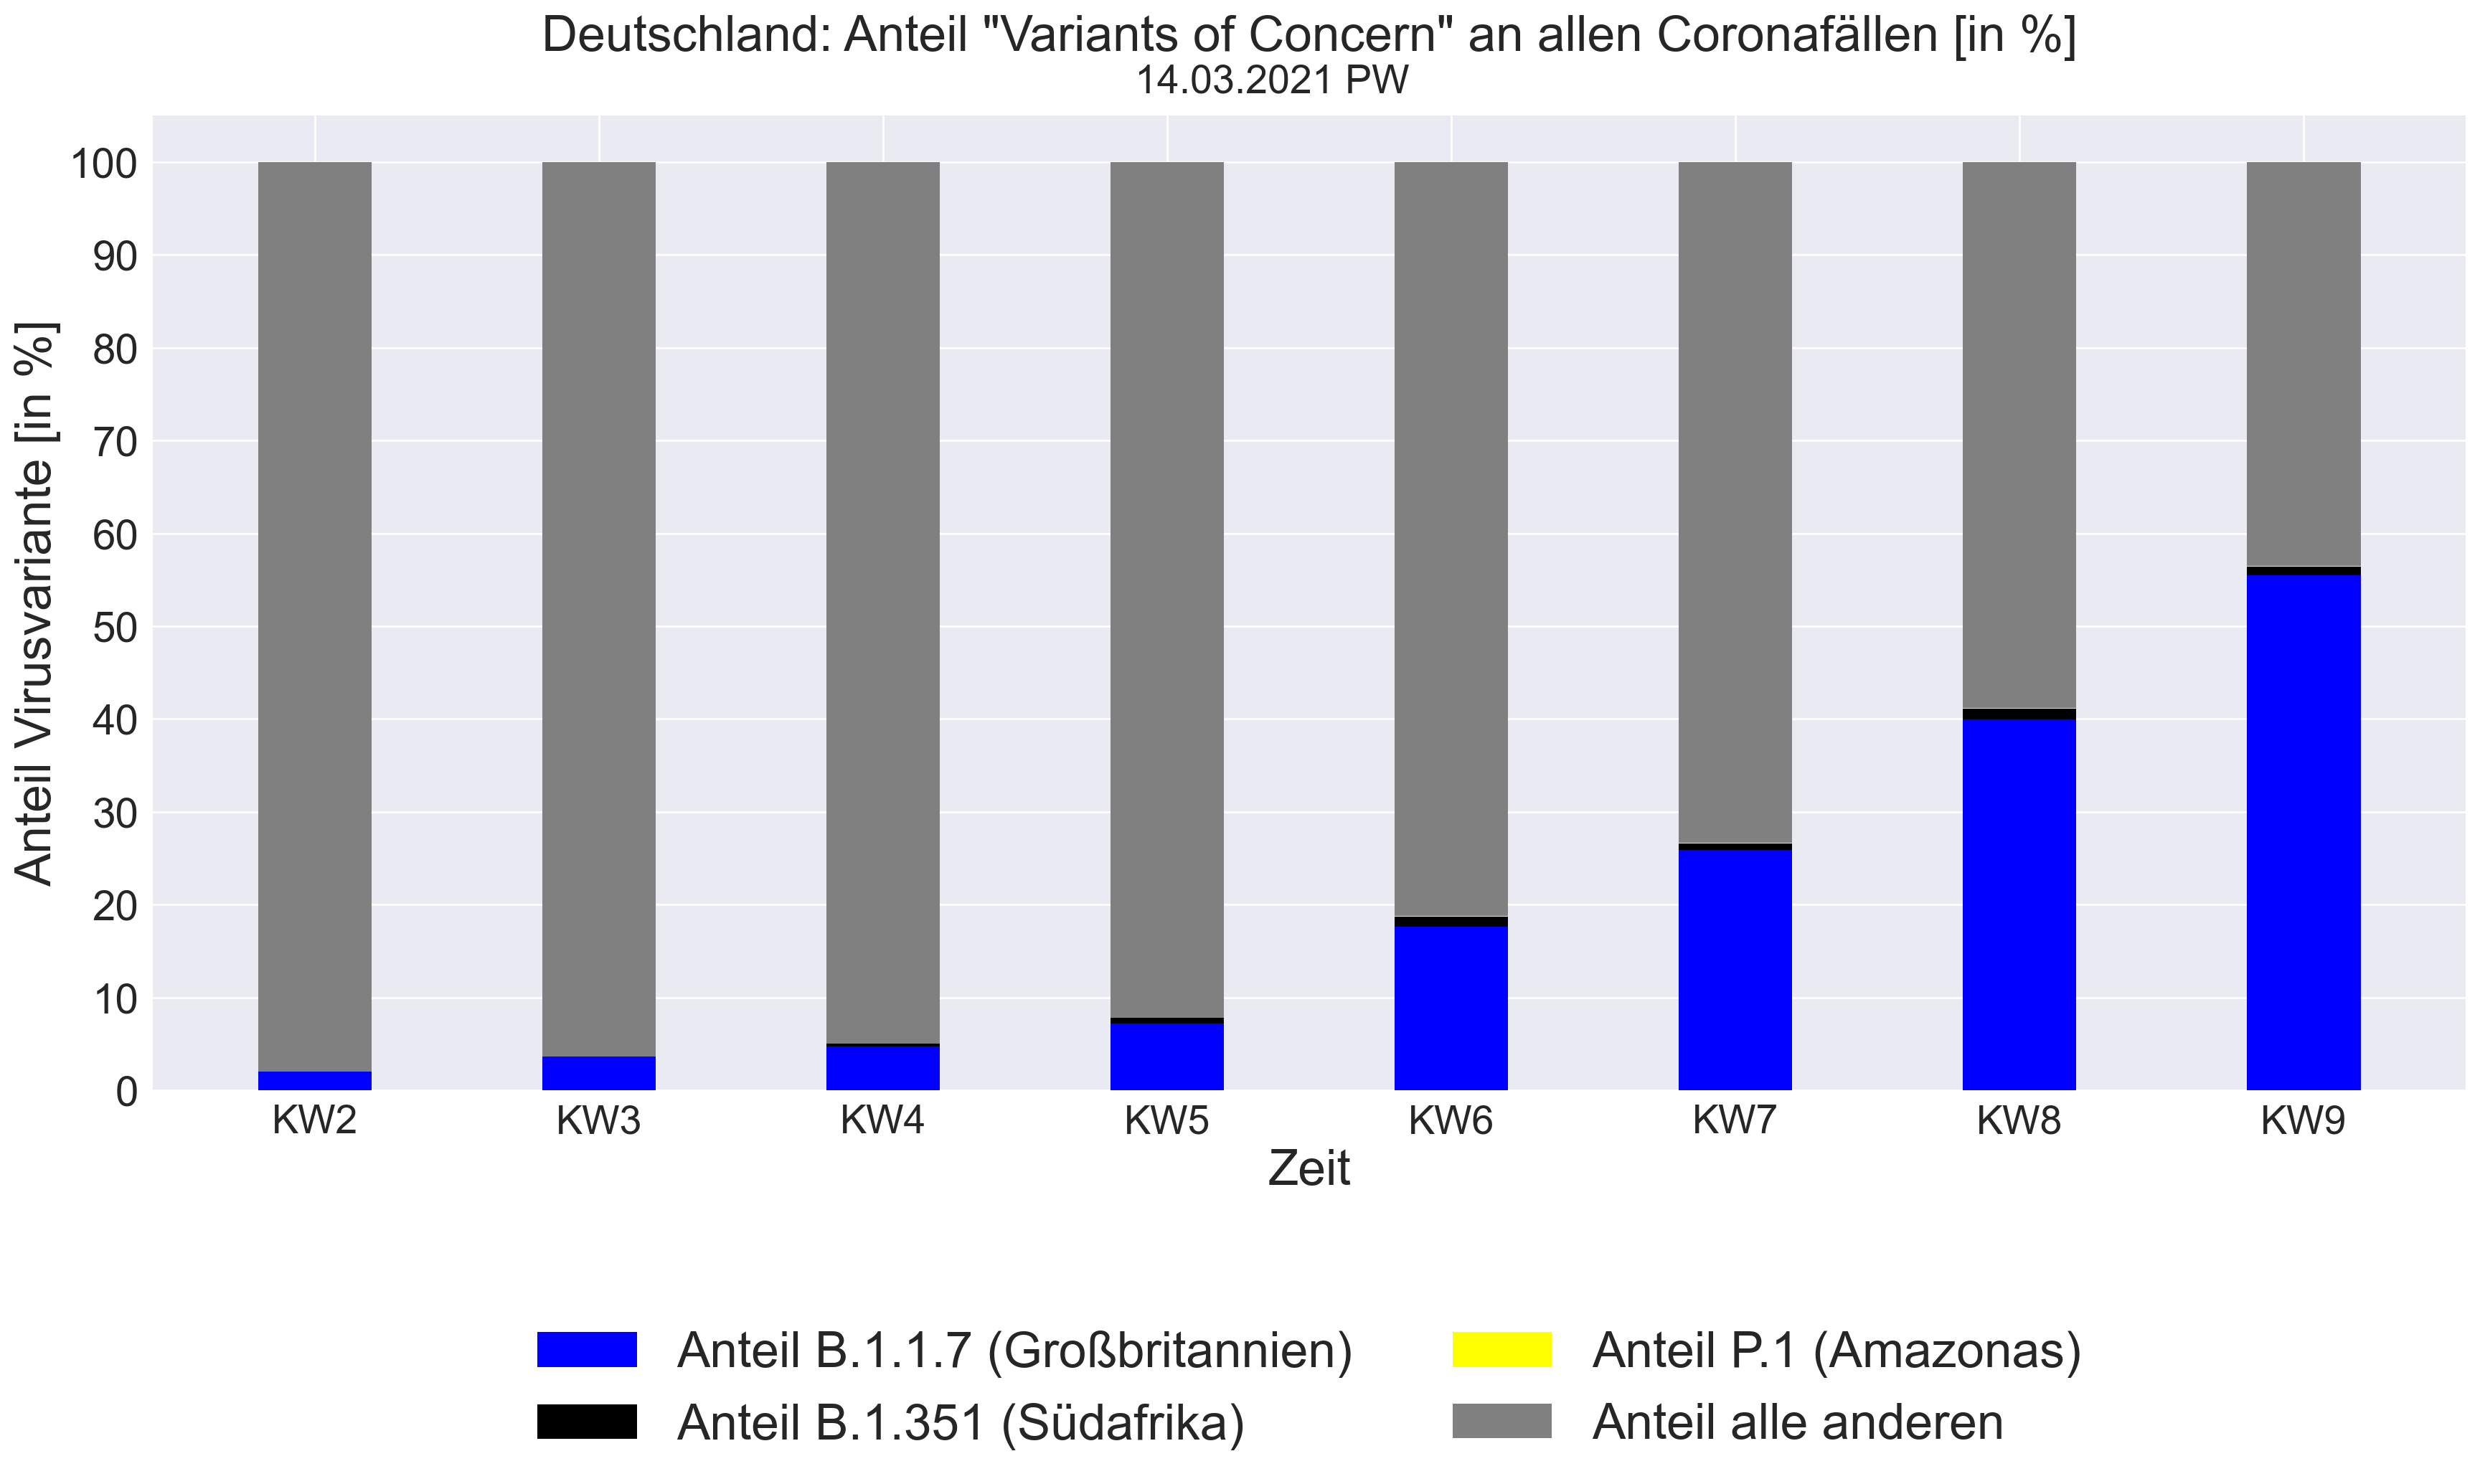 Deutschland: Anteil "Variants of Concern" an allen Coronafällen [in %]
14.03.2021 PW
Anteil Virusvariante [in %]
100
90
80
70
60
50
40
30
20
10
0
KW2 KW3 KW4 KW5 KW6 KW7 KW8 KW9
Zeit
Anteil B.1.1.7 (Großbritannien)
Anteil B.1.351 (Südafrika)
Anteil P.1 (Amazonas)
Anteil alle anderen